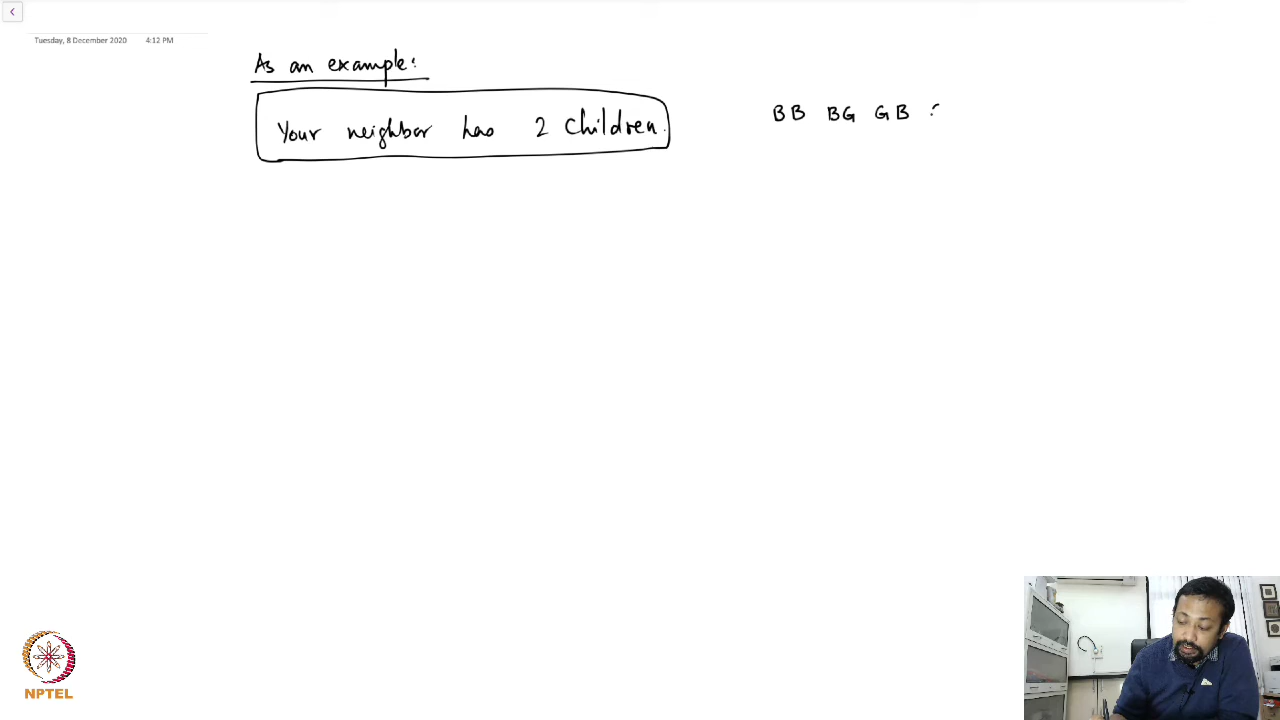 Tuesday, 8 December 2020 4:12 PM
As an example:
Your neighbor has 2 children.
BB BG GB
NPTEL